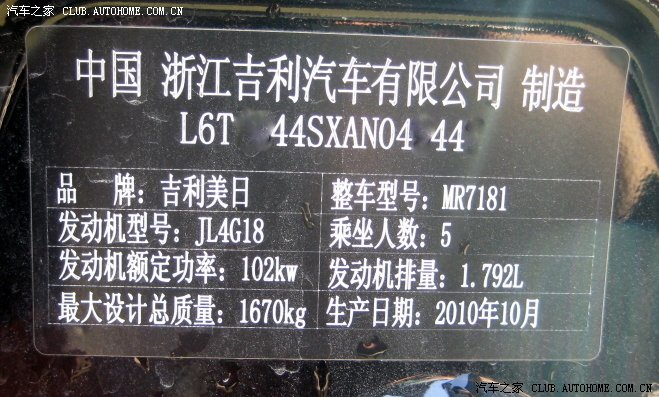 汽车之家 CLUB.AUTOHOME.COM.CN
中国 浙江吉利汽车有限公司 制造
L6T 44SXAN04 44
品 牌：吉利美日 整车型号：MR7181
发动机型号：JL4G18 乘坐人数：5
发动机额定功率：102kw 发动机排量：1.792L
最大设计总质量：1670kg 生产日期：2010年10月
汽车之家 CLUB.AUTOHOME.COM.CN